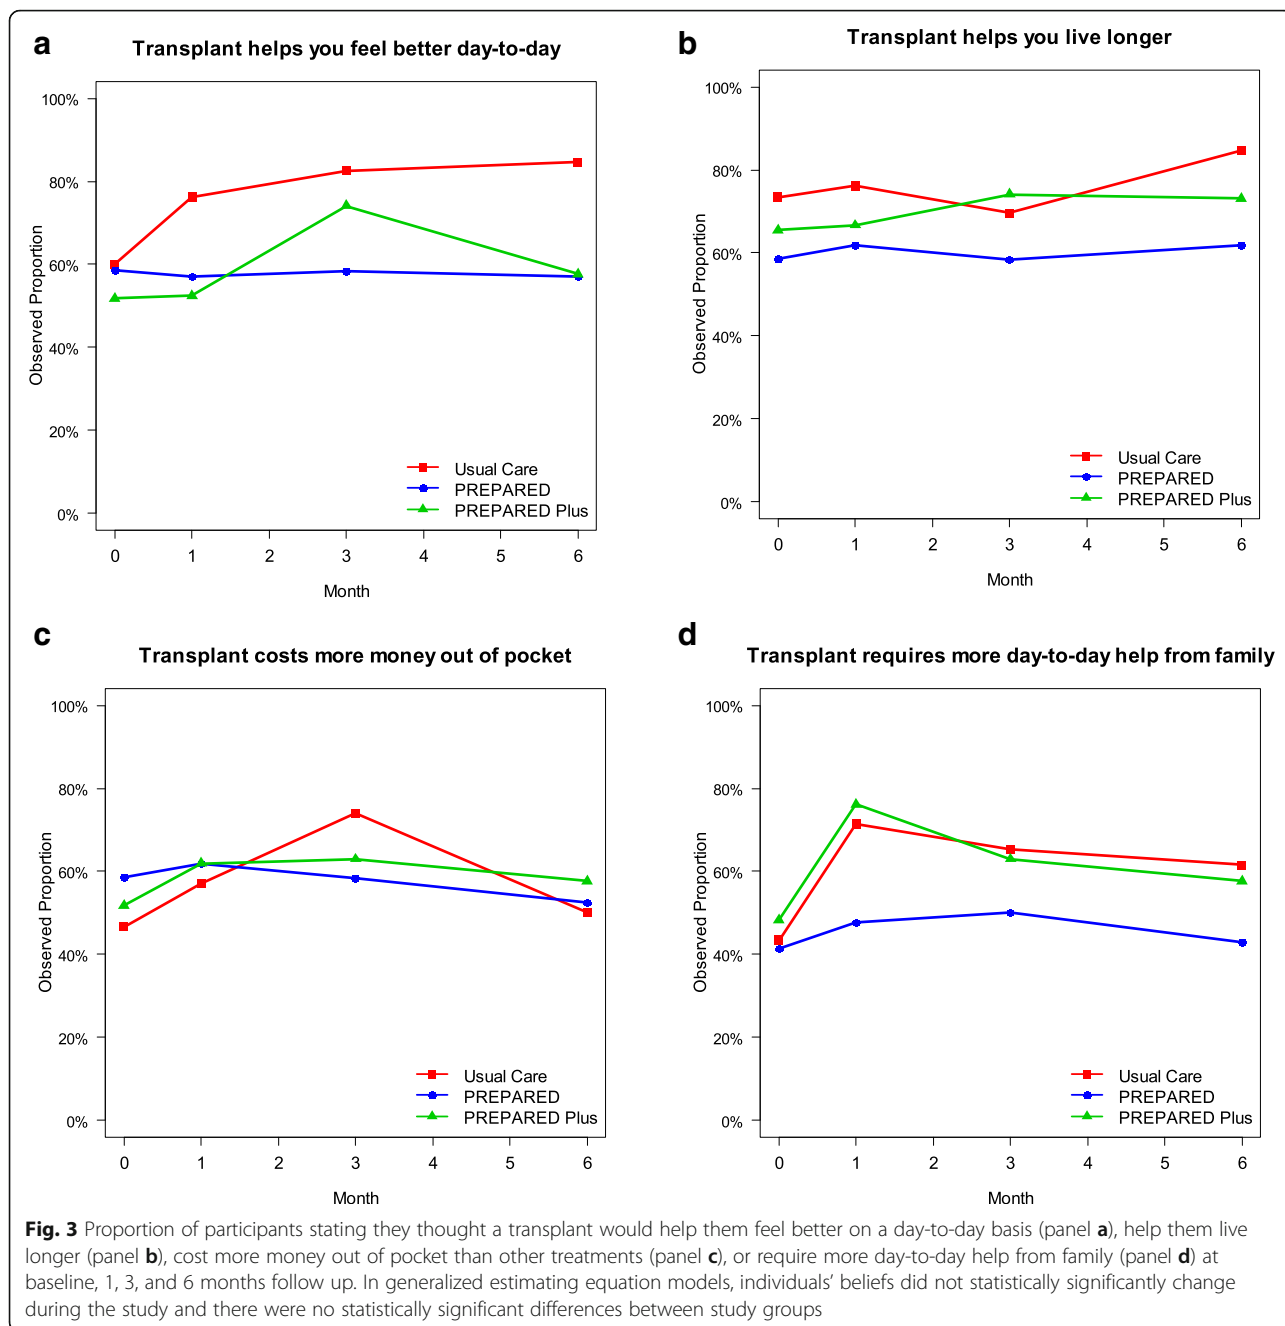 a
Transplant helps you feel better day-to-day
100%
80%
60%
40%
20%
0%
Observed Proportion
Usual Care
PREPARED
PREPARED Plus
0 1 2 3 4 5 6
Month
b
Transplant helps you live longer
100%
80%
60%
40%
20%
0%
Observed Proportion
Usual Care
PREPARED
PREPARED Plus
0 1 2 3 4 5 6
Month
c
Transplant costs more money out of pocket
100%
80%
60%
40%
20%
0%
Observed Proportion
Usual Care
PREPARED
PREPARED Plus
0 1 2 3 4 5 6
Month
d
Transplant requires more day-to-day help from family
100%
80%
60%
40%
20%
0%
Observed Proportion
Usual Care
PREPARED
PREPARED Plus
0 1 2 3 4 5 6
Month
Fig. 3 Proportion of participants stating they thought a transplant would help them feel better on a day-to-day basis (panel a), help them live
longer (panel b), cost more money out of pocket than other treatments (panel c), or require more day-to-day help from family (panel d) at
baseline, 1, 3, and 6 months follow up. In generalized estimating equation models, individuals' beliefs did not statistically significantly change
during the study and there were no statistically significant differences between study groups